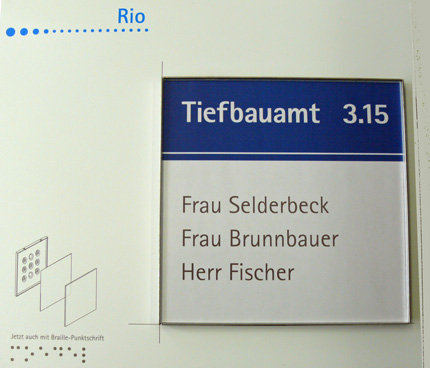 Rio
Tiefbauamt 3.15
Frau Selderbeck
Frau Brunnbauer
Herr Fischer
Jetzt auch mit Braille-Punktschrift